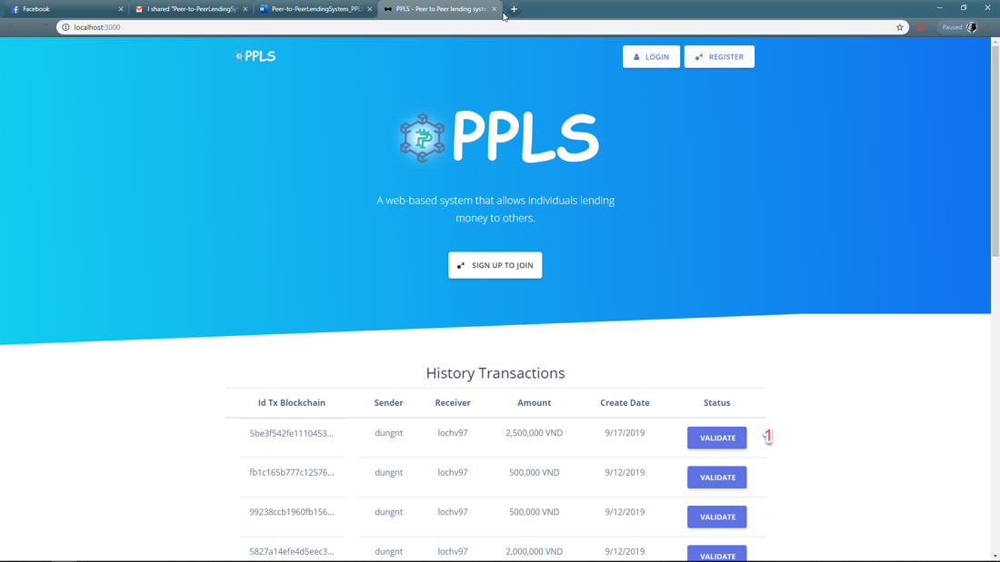 Facebook
I shared "Peer-to-PeerLendingSy
Peer-to-PeerLendingSystem_PPL
PPLS - Peer to Peer lending syst
localhost:3000
Paused
PPLS
LOGIN
REGISTER
PPLS
A web-based system that allows individuals lending
money to others.
SIGN UP TO JOIN
History Transactions
Id Tx Blockchain Sender Receiver Amount Create Date Status
5be3f542fe1110453... dungnt lochv97 2,500,000 VND 9/17/2019 VALIDATE 1
fb1c165b777c12576... dungnt lochv97 500,000 VND 9/12/2019 VALIDATE
99238ccb1960fb156... dungnt lochv97 500,000 VND 9/12/2019 VALIDATE
5827a14efe4d5eec3... dungnt lochv97 2,000,000 VND 9/12/2019 VALIDATE